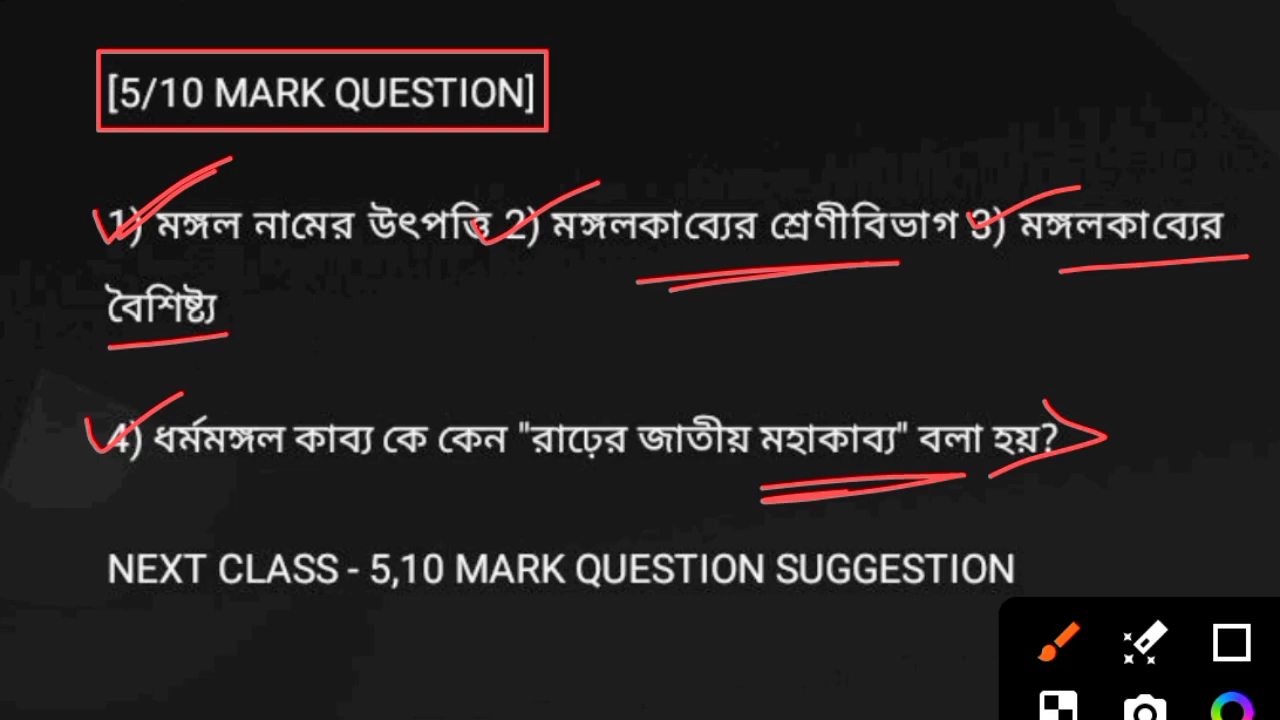 [5/10 MARK QUESTION]
1) মঙ্গল নামের উৎপত্তি 2) মঙ্গলকাব্যের শ্রেণীবিভাগ 3) মঙ্গলকাব্যের
বৈশিষ্ট্য
4) ধর্মমঙ্গল কাব্য কে কেন "রাঢ়ের জাতীয় মহাকাব্য" বলা হয়?
NEXT CLASS - 5,10 MARK QUESTION SUGGESTION